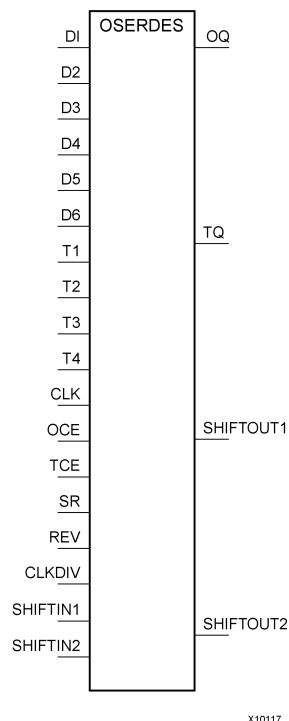 OSERDES
DI
D2
D3
D4
D5
D6
T1
T2
T3
T4
CLK
OCE
TCE
SR
REV
CLKDIV
SHIFTIN1
SHIFTIN2
OQ
TQ
SHIFTOUT1
SHIFTOUT2
X10117